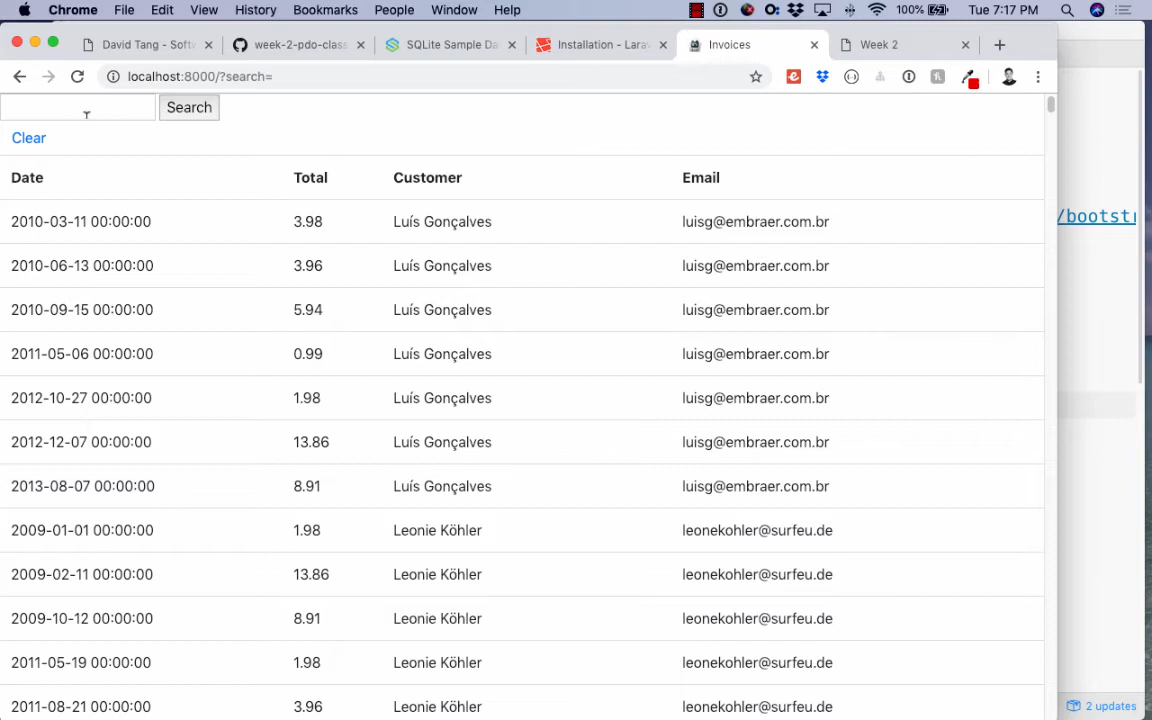 Chrome File Edit View History Bookmarks People Window Help 100% Tue 7:17 PM
David Tang - Softw week-2-pdo-class SQLite Sample Da Installation - Larav Invoices Week 2
localhost:8000/?search=
Search
Clear
Date Total Customer Email
2010-03-11 00:00:00 3.98 Luís Gonçalves luisg@embraer.com.br
2010-06-13 00:00:00 3.96 Luís Gonçalves luisg@embraer.com.br
2010-09-15 00:00:00 5.94 Luís Gonçalves luisg@embraer.com.br
/bootstr
2011-05-06 00:00:00 0.99 Luís Gonçalves luisg@embraer.com.br
2012-10-27 00:00:00 1.98 Luís Gonçalves luisg@embraer.com.br
2012-12-07 00:00:00 13.86 Luís Gonçalves luisg@embraer.com.br
2013-08-07 00:00:00 8.91 Luís Gonçalves luisg@embraer.com.br
2009-01-01 00:00:00 1.98 Leonie Köhler leonekohler@surfeu.de
2009-02-11 00:00:00 13.86 Leonie Köhler leonekohler@surfeu.de
2009-10-12 00:00:00 8.91 Leonie Köhler leonekohler@surfeu.de
2011-05-19 00:00:00 1.98 Leonie Köhler leonekohler@surfeu.de
2011-08-21 00:00:00 3.96 Leonie Köhler leonekohler@surfeu.de
2 updates